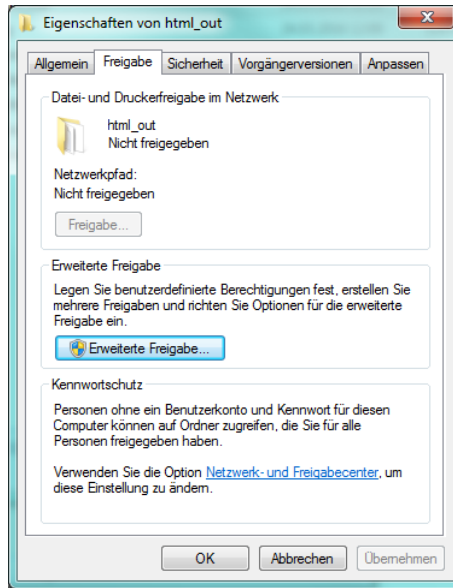 Eigenschaften von html_out
Allgemein Freigabe Sicherheit Vorgängerversionen Anpassen
Datei- und Druckerfreigabe im Netzwerk
html_out
Nicht freigegeben
Netzwerkpfad:
Nicht freigegeben
Freigabe...
Erweiterte Freigabe
Legen Sie benutzerdefinierte Berechtigungen fest, erstellen Sie
mehrere Freigaben und richten Sie Optionen für die erweiterte
Freigabe ein.
Erweiterte Freigabe...
Kennwortschutz
Personen ohne ein Benutzerkonto und Kennwort für diesen
Computer können auf Ordner zugreifen, die Sie für alle
Personen freigegeben haben.
Verwenden Sie die Option Netzwerk- und Freigabecenter, um
diese Einstellung zu ändern.
OK Abbrechen Übernehmen